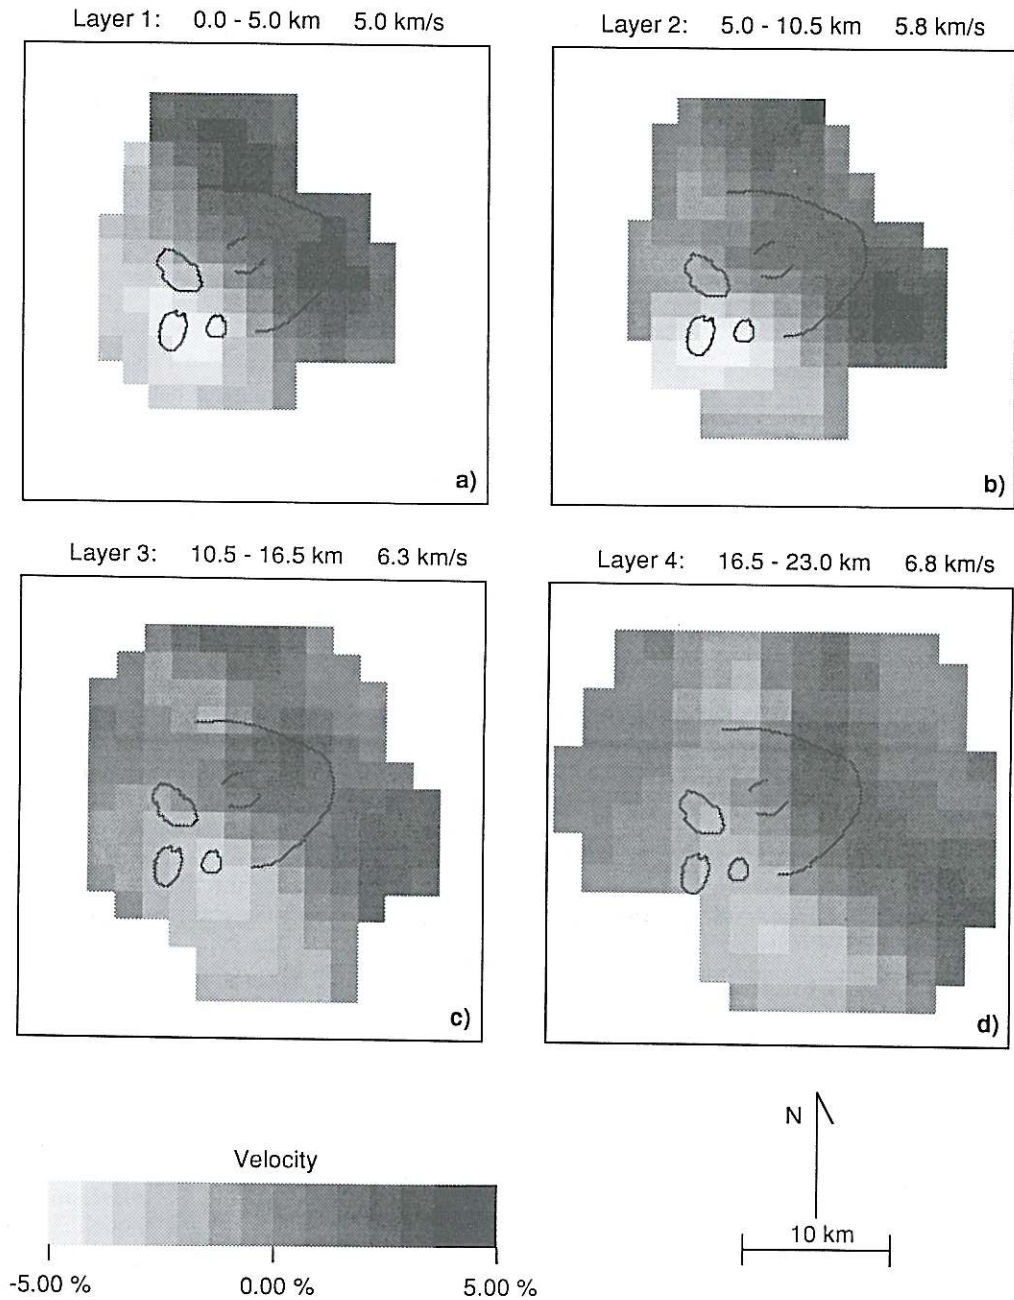 Layer 1: 0.0 - 5.0 km 5.0 km/s
Layer 2: 5.0 - 10.5 km 5.8 km/s
a)
b)
Layer 3: 10.5 - 16.5 km 6.3 km/s
Layer 4: 16.5 - 23.0 km 6.8 km/s
c)
d)
N
Velocity
10 km
-5.00 % 0.00 % 5.00 %